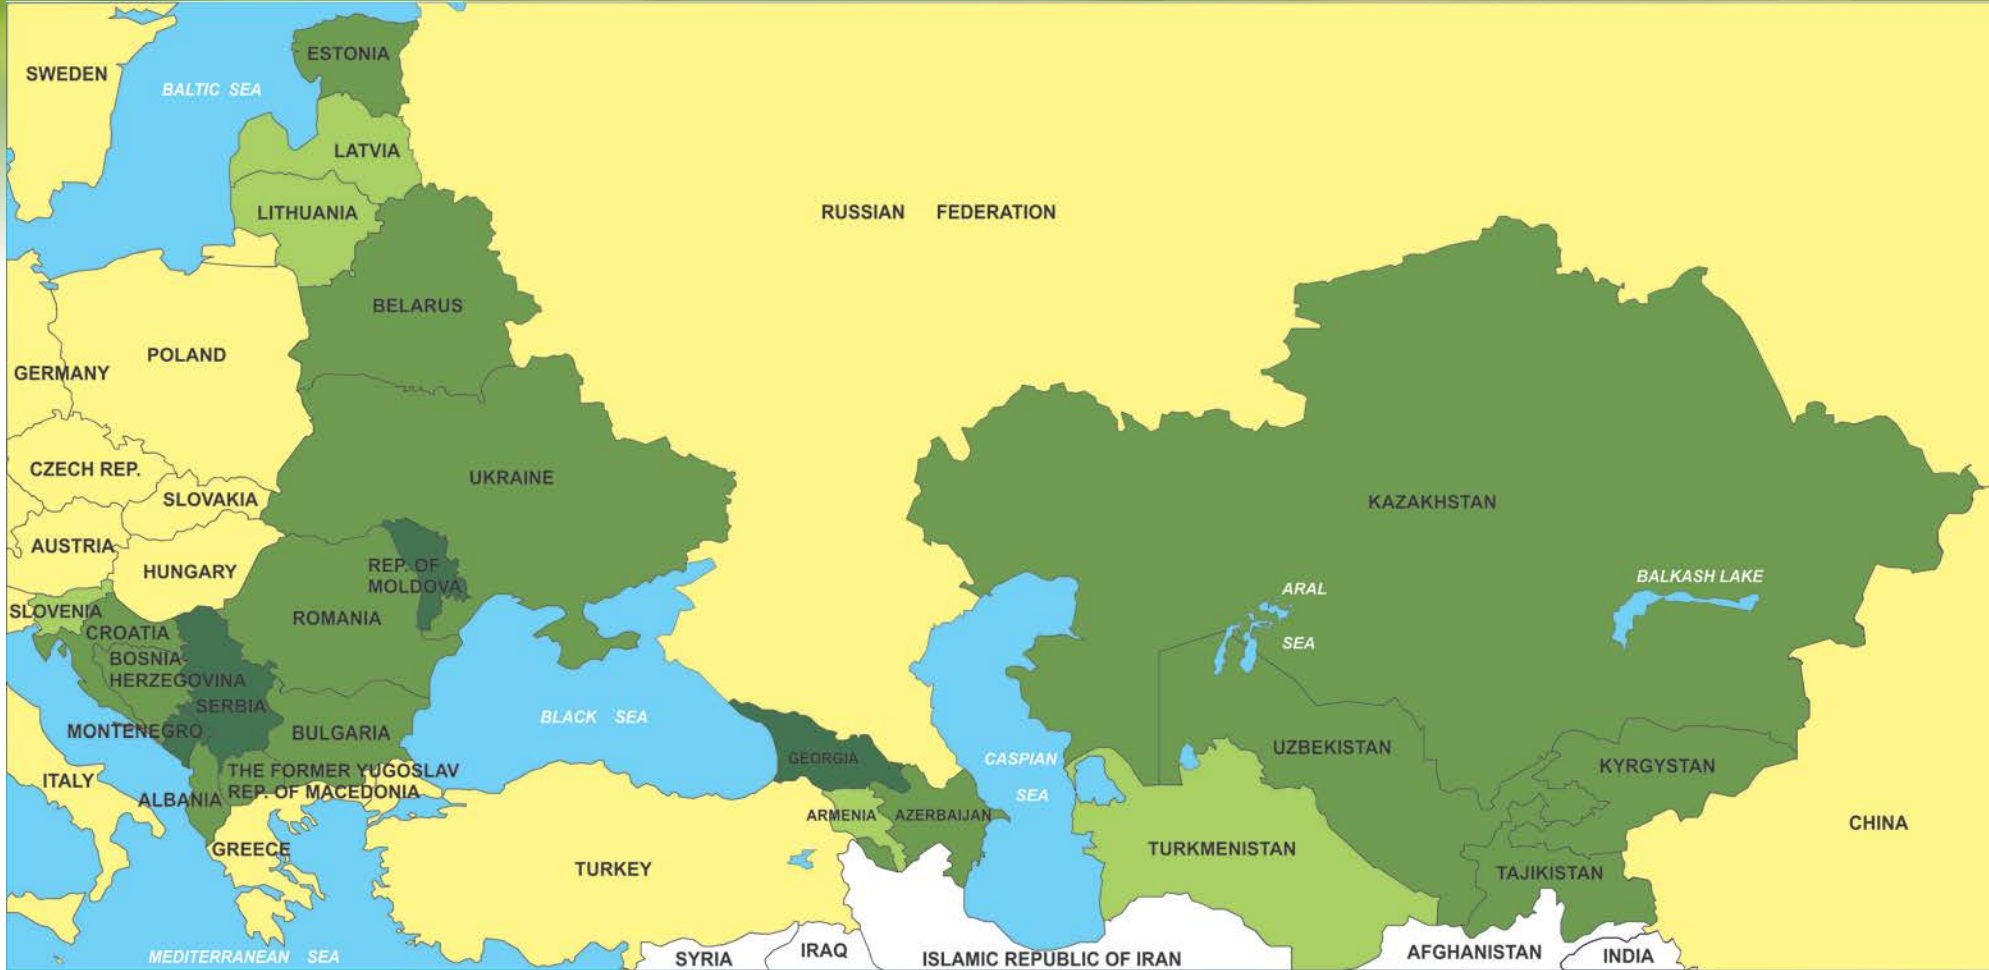 SWEDEN
BALTIC SEA
ESTONIA
LATVIA
LITHUANIA
RUSSIAN FEDERATION
BELARUS
POLAND
GERMANY
CZECH REP.
UKRAINE
SLOVAKIA
KAZAKHSTAN
AUSTRIA
HUNGARY
REP. OF
MOLDOVA
BALKASH LAKE
ARAL
SEA
SLOVENIA
ROMANIA
CROATIA
BOSNIA-
HERZEGOVINA
SERBIA
BLACK SEA
MONTENEGRO
BULGARIA
UZBEKISTAN
GEORGIA
CASPIAN
SEA
KYRGYSTAN
THE FORMER YUGOSLAV
REP. OF MACEDONIA
ITALY
ALBANIA
ARMENIA
AZERBAIJAN
CHINA
GREECE
TURKMENISTAN
TURKEY
TAJIKISTAN
MEDITERRANEAN SEA
SYRIA
IRAQ
ISLAMIC REPUBLIC OF IRAN
AFGHANISTAN
INDIA